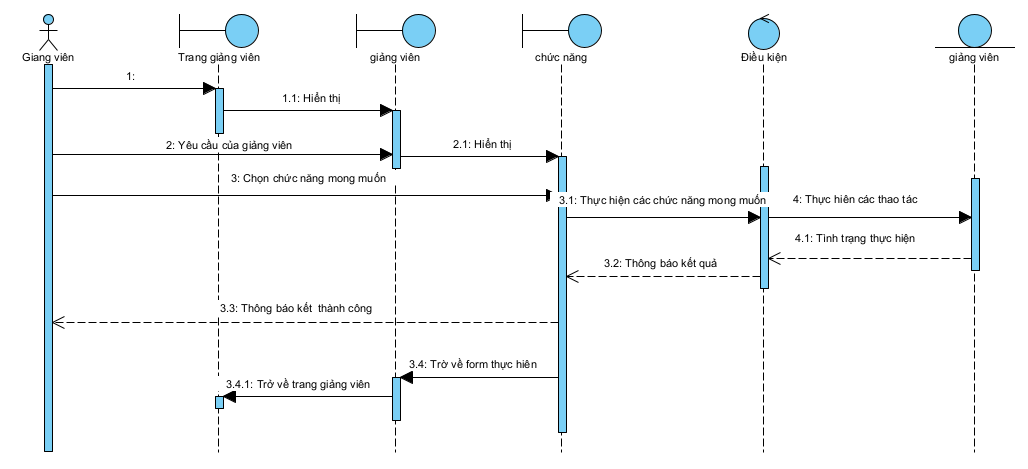 Giang viên
Trang giảng viên
giảng viên
chức năng
Điều kiện
giảng viên
1:
1.1: Hiển thị
2: Yêu cầu của giảng viên
2.1: Hiển thị
3: Chọn chức năng mong muốn
3.1: Thực hiện các chức năng mong muốn
4: Thực hiên các thao tác
4.1: Tình trạng thực hiện
3.2: Thông báo kết quả
3.3: Thông báo kết thành công
3.4: Trờ về form thực hiên
3.4.1: Trở về trang giảng viên